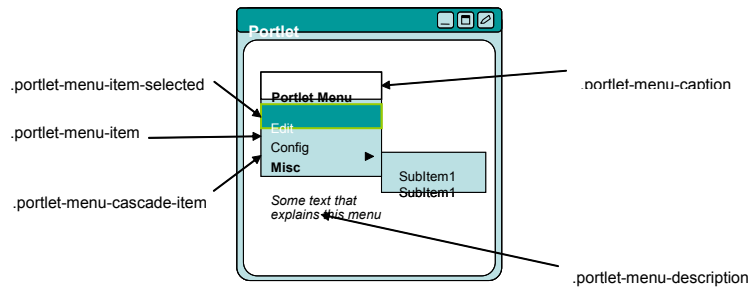 Portlet
.portlet-menu-item-selected
.portlet-menu-caption
Portlet Menu
Edit
.portlet-menu-item
Config
Misc
SubItem1
SubItem1
.portlet-menu-cascade-item
Some text that
explains this menu
.portlet-menu-description